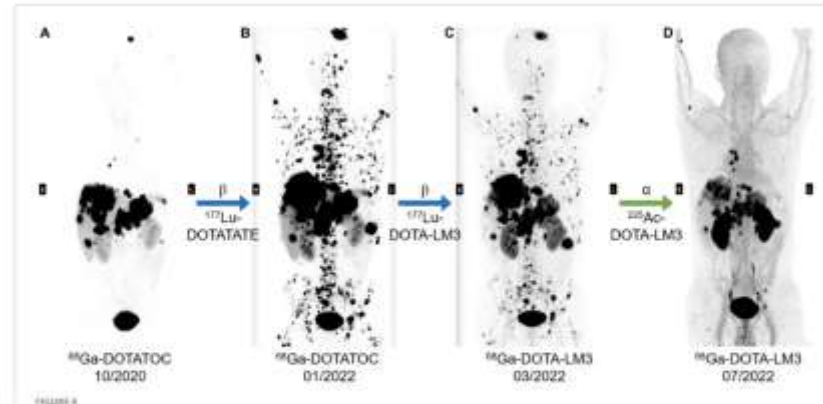 A
B
C
D
β
¹⁷⁷Lu-
DOTATATE
β
¹⁷⁷Lu-
DOTA-LM3
α
²²⁵Ac-
DOTA-LM3
⁶⁸Ga-DOTATOC
10/2020
⁶⁸Ga-DOTATOC
01/2022
⁶⁸Ga-DOTA-LM3
03/2022
⁶⁸Ga-DOTA-LM3
07/2022